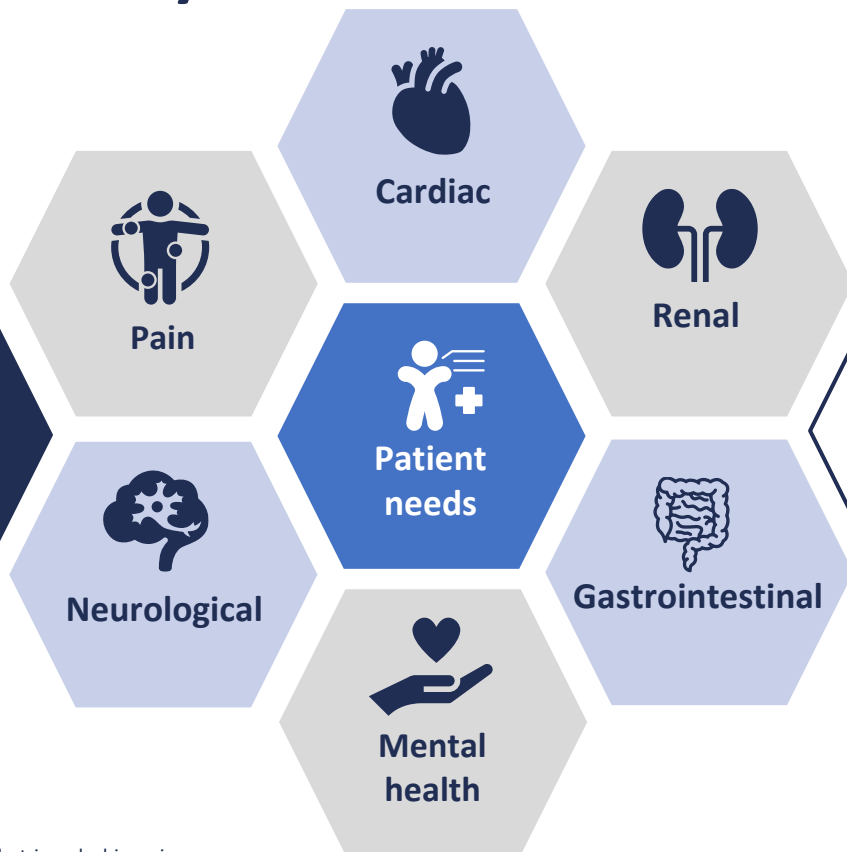 Cardiac
Pain
Renal
Patient
needs
Neurological
Gastrointestinal
Mental
health